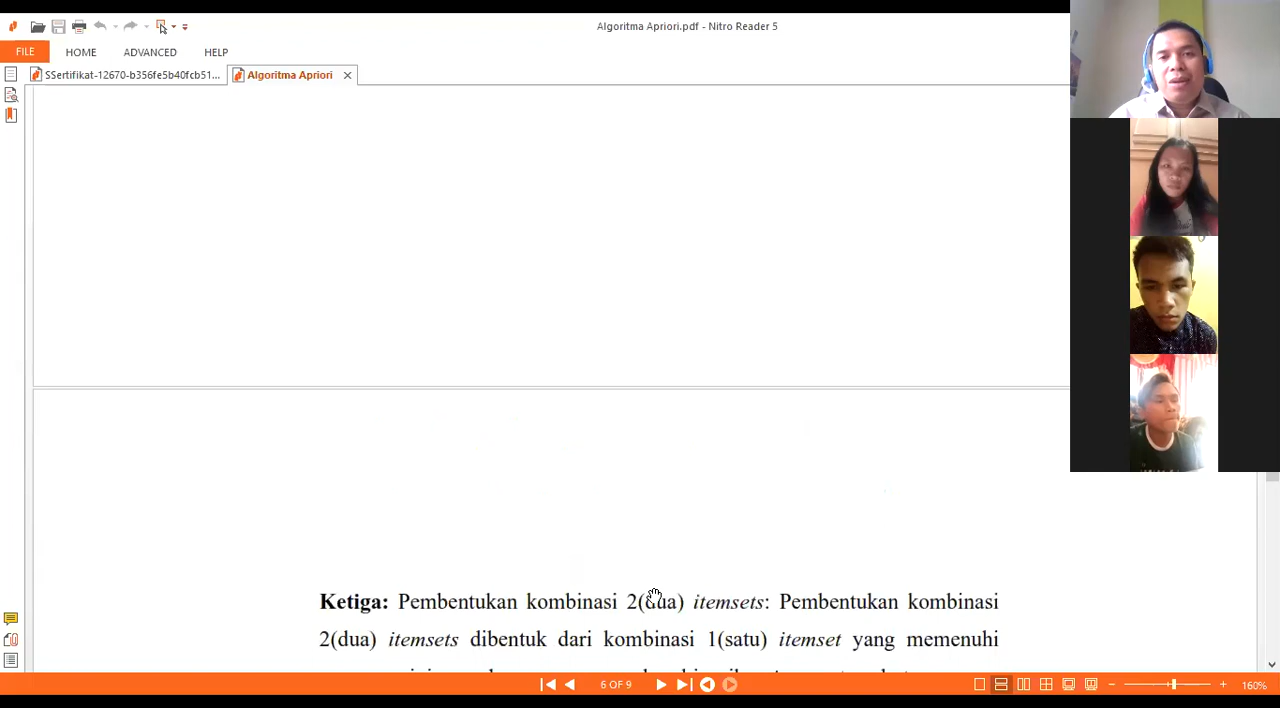 Algoritma Apriori.pdf - Nitro Reader 5
FILE HOME ADVANCED HELP
SSertifikat-12670-b356fe5b40fcb51... Algoritma Apriori
Ketiga: Pembentukan kombinasi 2(dua) itemsets: Pembentukan kombinasi
2(dua) itemsets dibentuk dari kombinasi 1(satu) itemset yang memenuhi
6 OF 9
160%